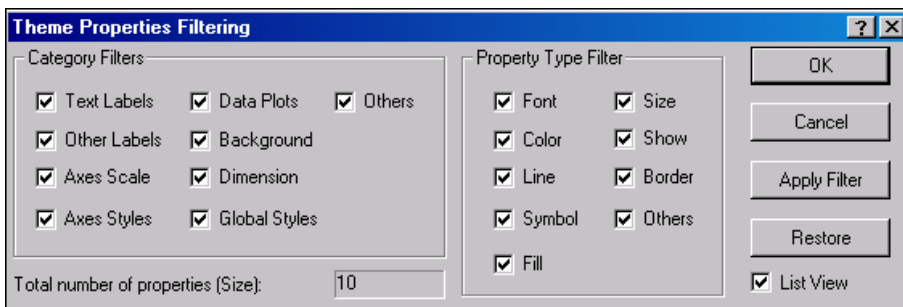 Theme Properties Filtering
Category Filters
Text Labels
Data Plots
Others
Other Labels
Background
Axes Scale
Dimension
Axes Styles
Global Styles
Total number of properties (Size):
10
Property Type Filter
Font
Size
Color
Show
Line
Border
Symbol
Others
Fill
OK
Cancel
Apply Filter
Restore
List View